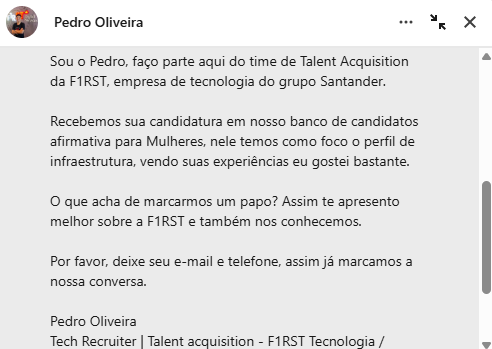 Pedro Oliveira
Sou o Pedro, faço parte aqui do time de Talent Acquisition
da F1RST, empresa de tecnologia do grupo Santander.
Recebemos sua candidatura em nosso banco de candidatos
afirmativa para Mulheres, nele temos como foco o perfil de
infraestrutura, vendo suas experiências eu gostei bastante.
O que acha de marcarmos um papo? Assim te apresento
melhor sobre a F1RST e também nos conhecemos.
Por favor, deixe seu e-mail e telefone, assim já marcamos a
nossa conversa.
Pedro Oliveira
Tech Recruiter | Talent acquisition - F1RST Tecnologia /